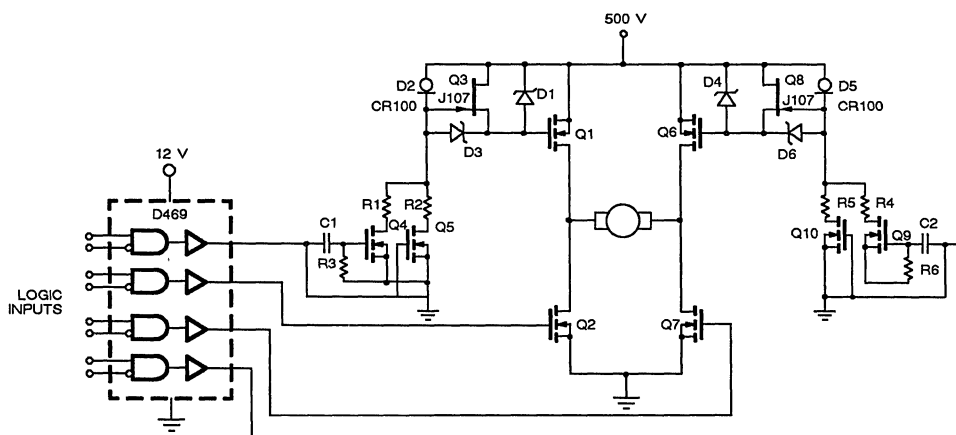 500 V
D2
Q3
D1
D4
Q8
D5
J107
J107
CR100
CR100
Q1
Q6
D3
D6
12 V
D469
R1
R2
R5
R4
C1
Q4
Q5
Q10
Q9
C2
R3
R6
LOGIC
INPUTS
Q2
Q7